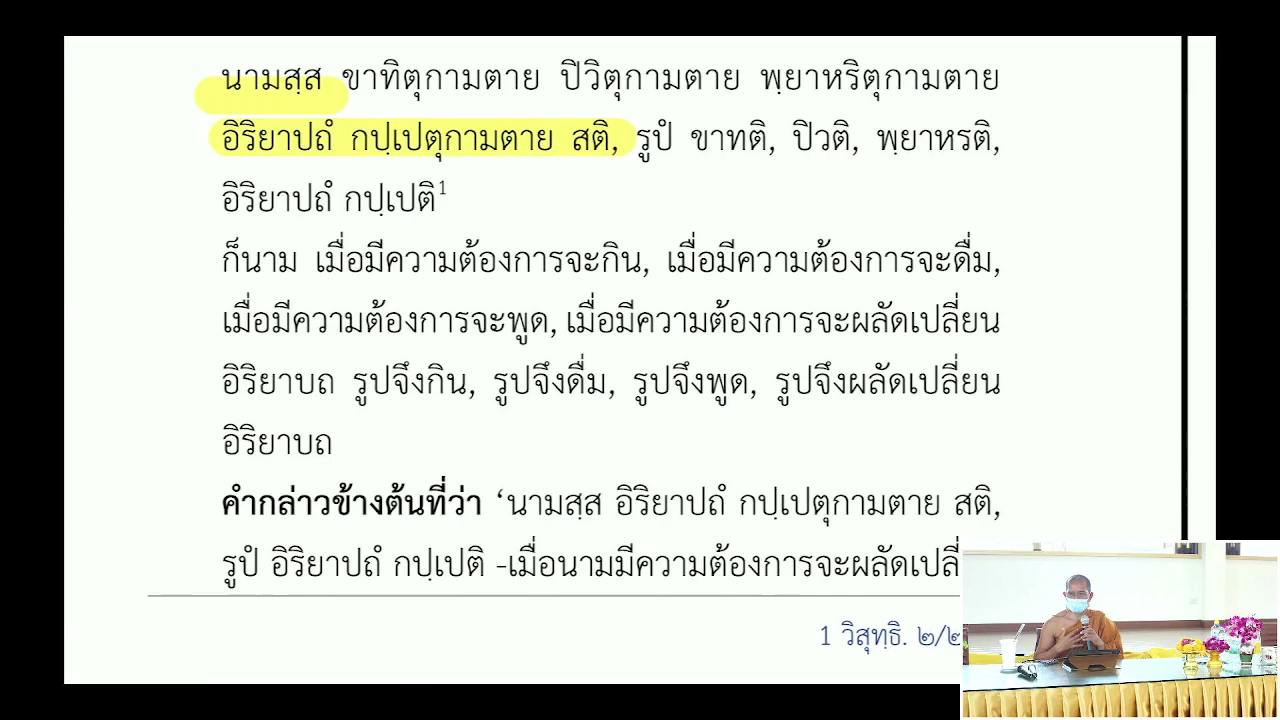 นามสฺส ขาทิตุกามตาย ปิวิตุกามตาย พฺยาหริตุกามตาย
อิริยาปถํ กปฺเปตุกามตาย สติ, รูปํ ขาทติ, ปิวติ, พฺยาหรติ,
อิริยาปถํ กปฺเปติ1
ก็นาม เมื่อมีความต้องการจะกิน, เมื่อมีความต้องการจะดื่ม,
เมื่อมีความต้องการจะพูด, เมื่อมีความต้องการจะผลัดเปลี่ยน
อิริยาบถ รูปจึงกิน, รูปจึงดื่ม, รูปจึงพูด, รูปจึงผลัดเปลี่ยน
อิริยาบถ
คำกล่าวข้างต้นที่ว่า ‘นามสฺส อิริยาปถํ กปฺเปตุกามตาย สติ,
รูปํ อิริยาปถํ กปฺเปติ -เมื่อนามมีความต้องการจะผลัดเปลี่
1 วิสุทฺธิ. ๒/๒